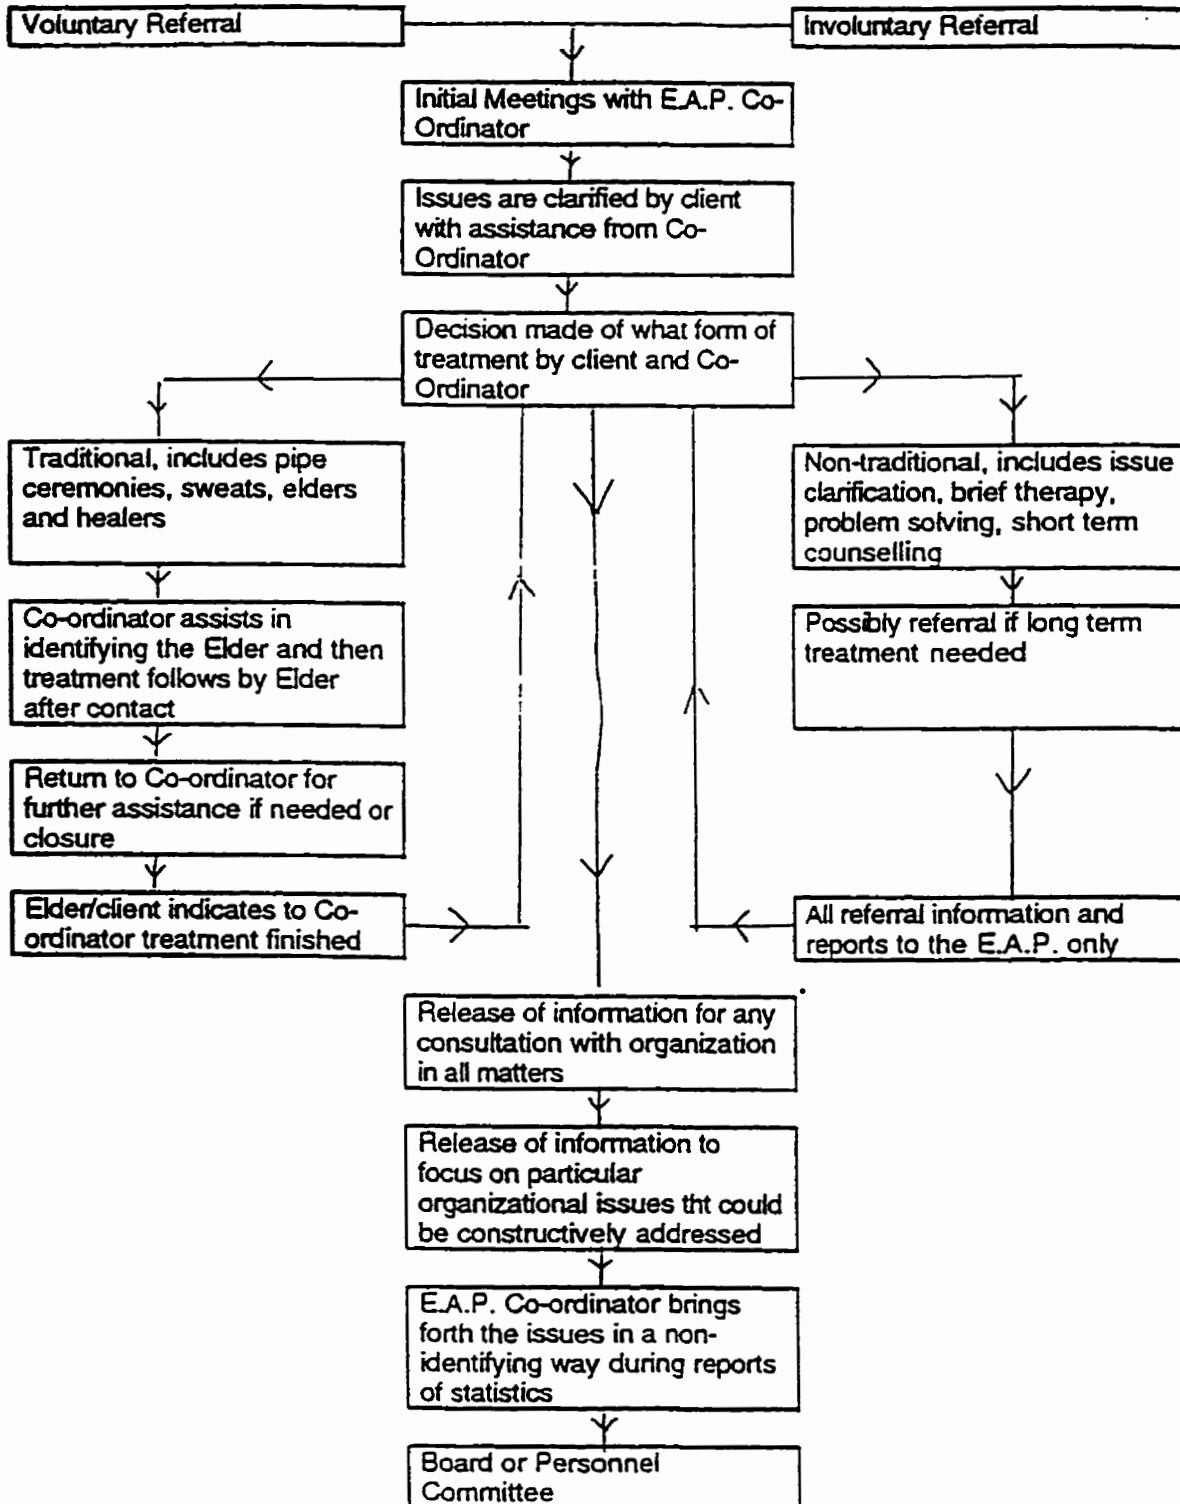 Voluntary Referral
Involuntary Referral
Initial Meetings with E.A.P. Co-
Ordinator
Issues are clarified by client
with assistance from Co-
Ordinator
Decision made of what form of
treatment by client and Co-
Ordinator
Traditional, includes pipe
ceremonies, sweats, elders
and healers
Non-traditional, includes issue
clarification, brief therapy,
problem solving, short term
counselling
Co-ordinator assists in
identifying the Elder and then
treatment follows by Elder
after contact
Possibly referral if long term
treatment needed
Return to Co-ordinator for
further assistance if needed or
closure
Elder/client indicates to Co-
ordinator treatment finished
All referral information and
reports to the E.A.P. only
Release of information for any
consultation with organization
in all matters
Release of information to
focus on particular
organizational issues tht could
be constructively addressed
E.A.P. Co-ordinator brings
forth the issues in a non-
identifying way during reports
of statistics
Board or Personnel
Committee